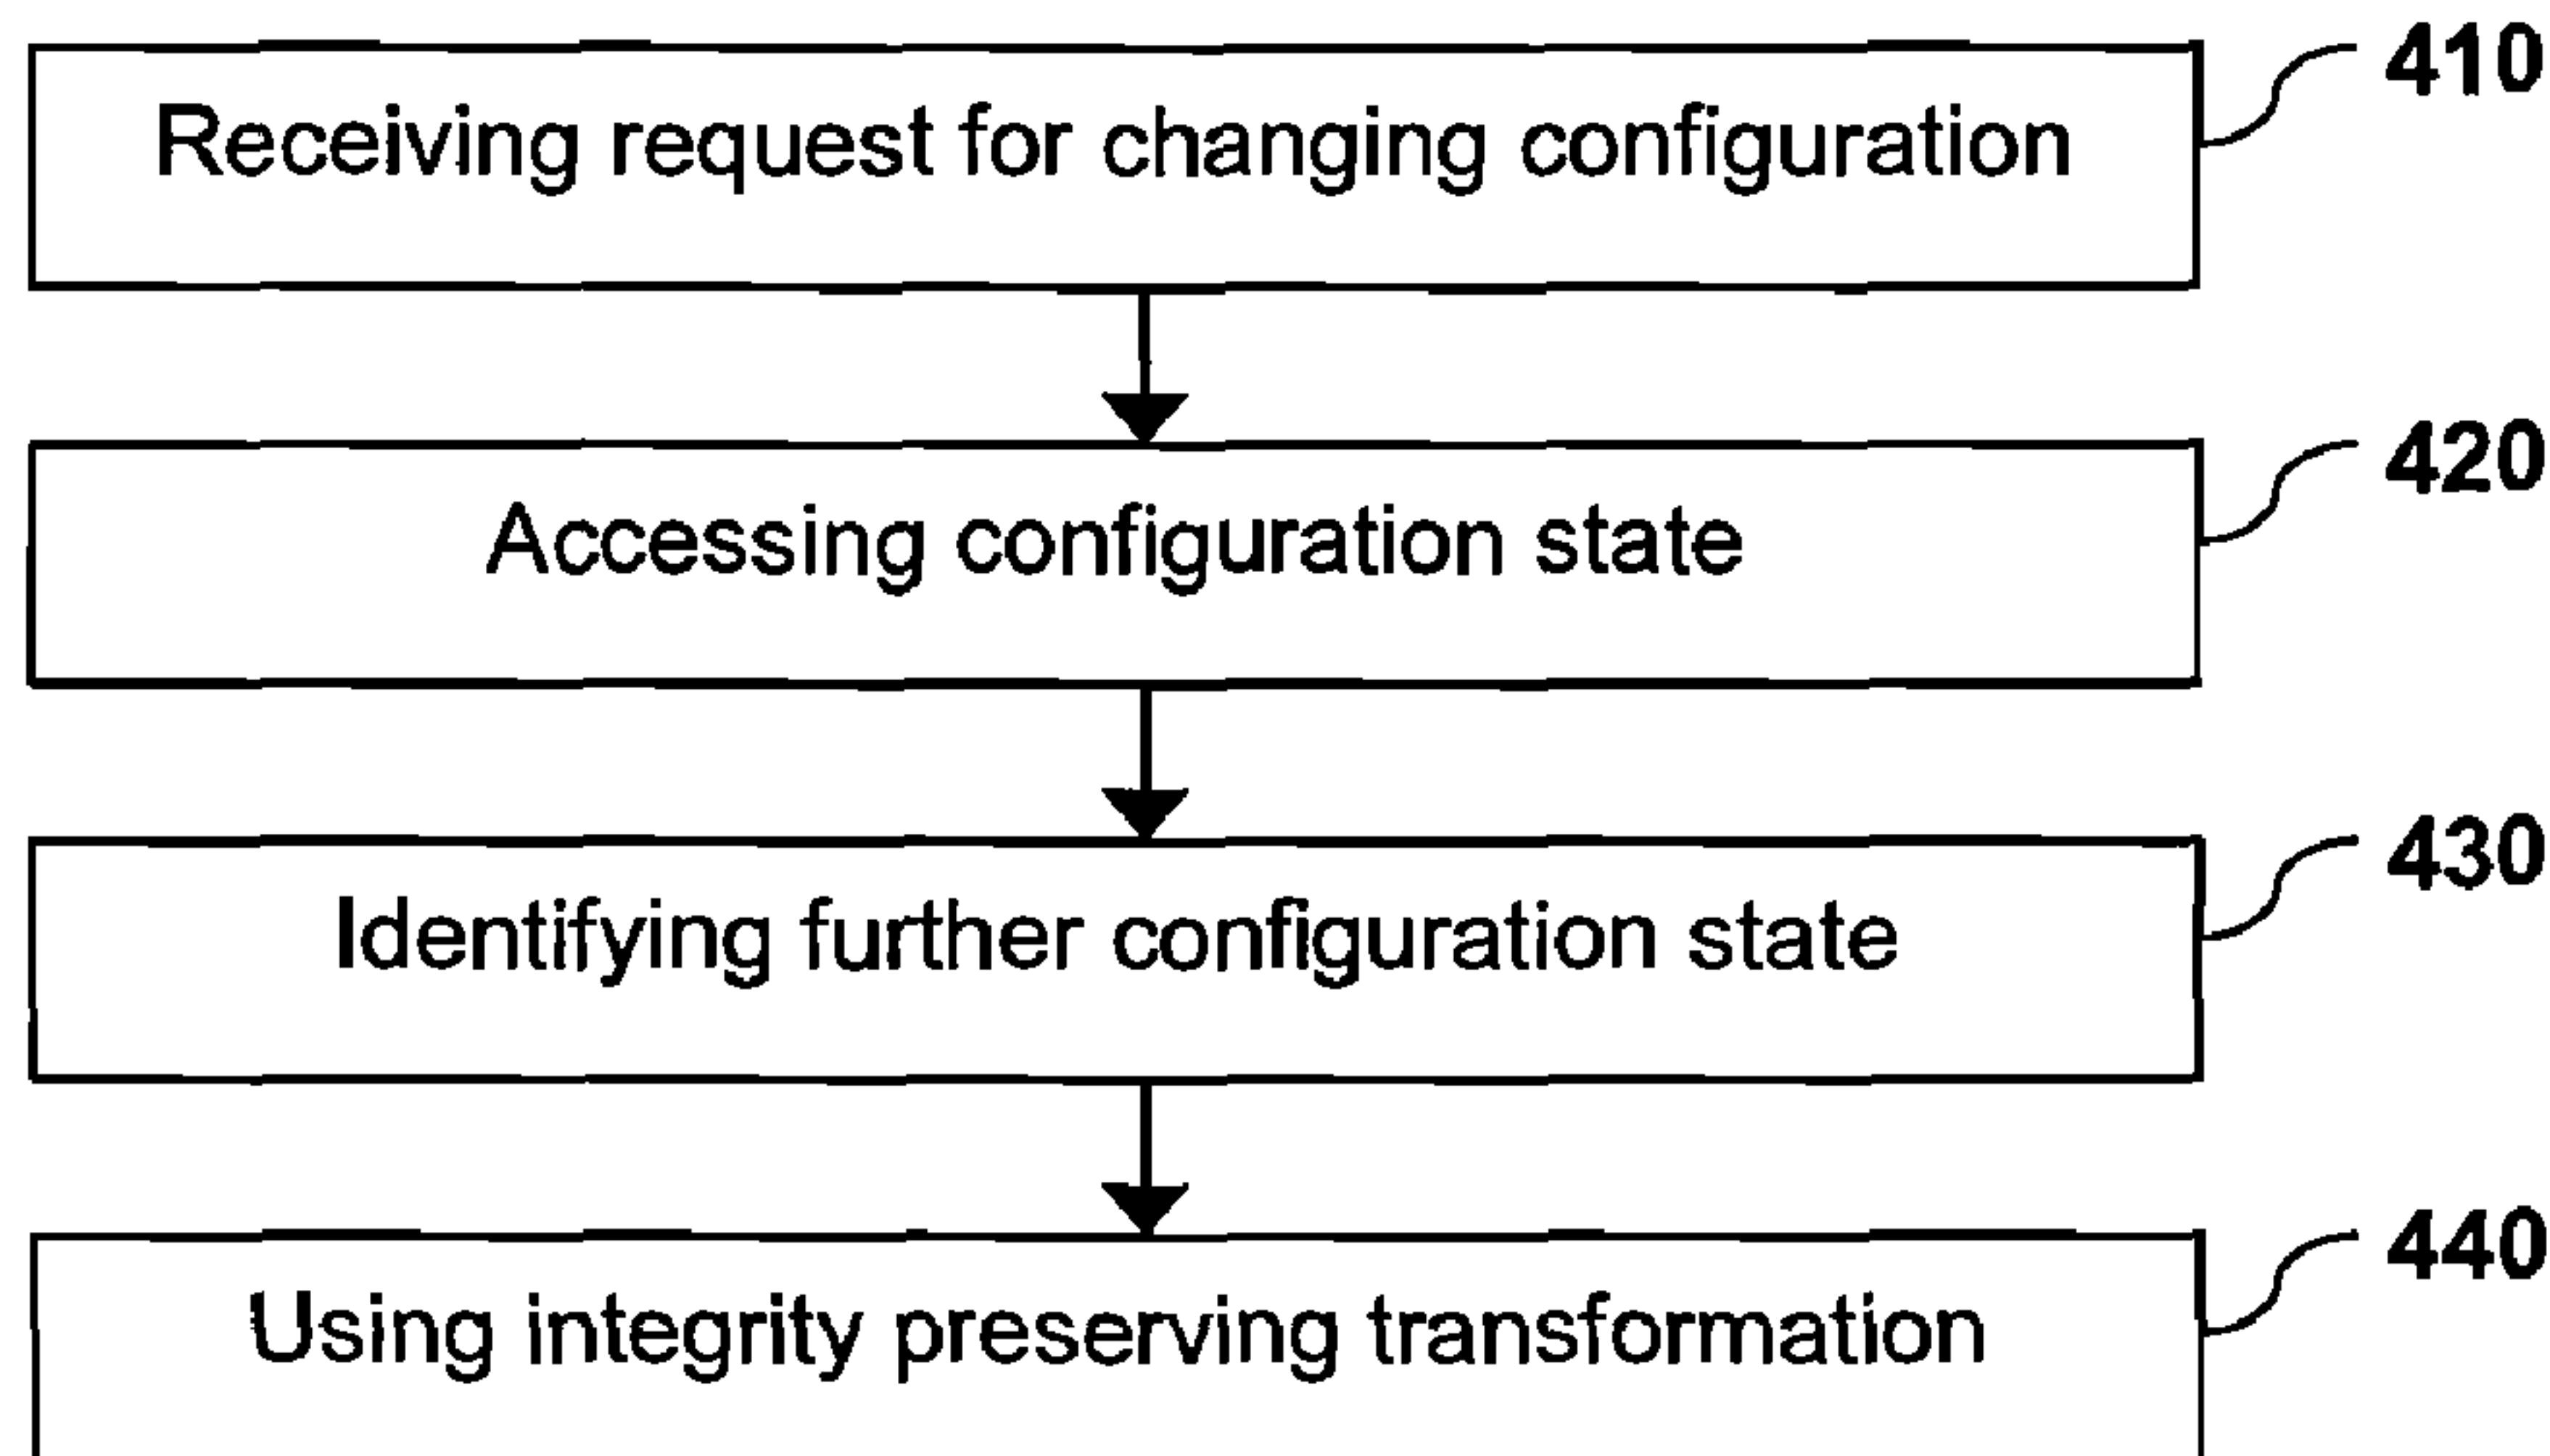 Receiving request for changing configuration 410
Accessing configuration state 420
Identifying further configuration state 430
Using integrity preserving transformation 440